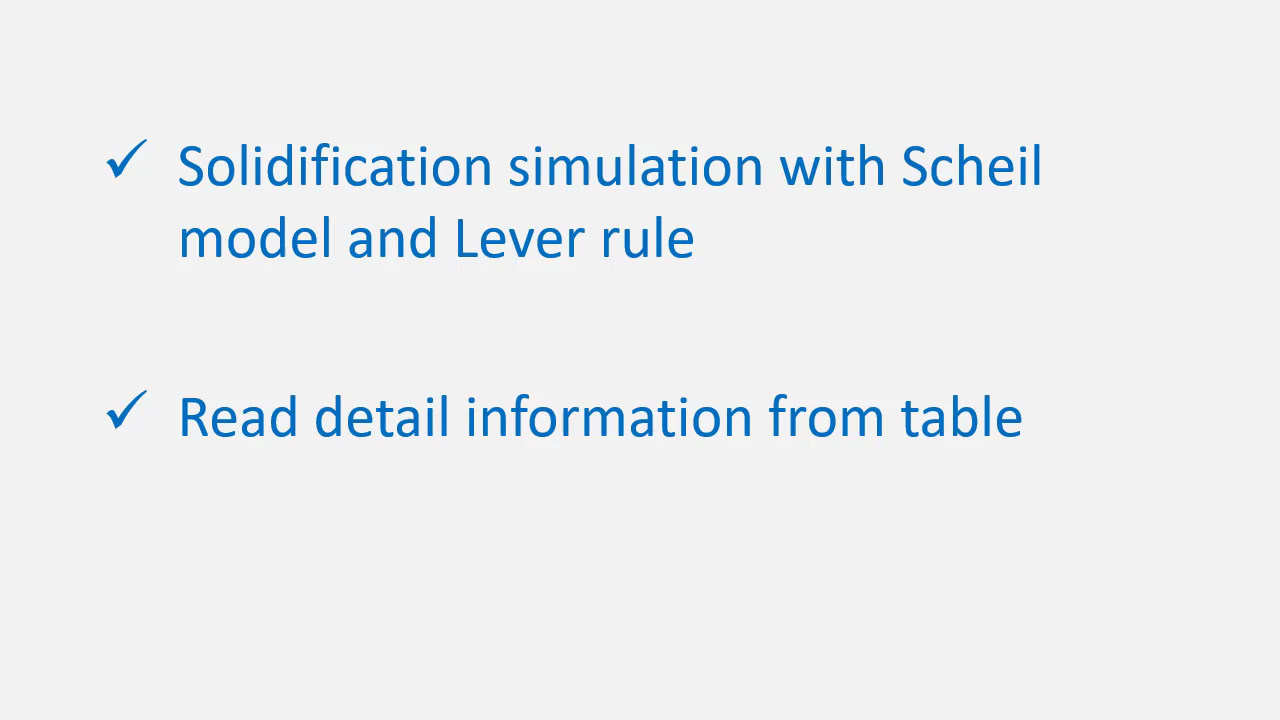 ✓ Solidification simulation with Scheil
model and Lever rule
✓ Read detail information from table